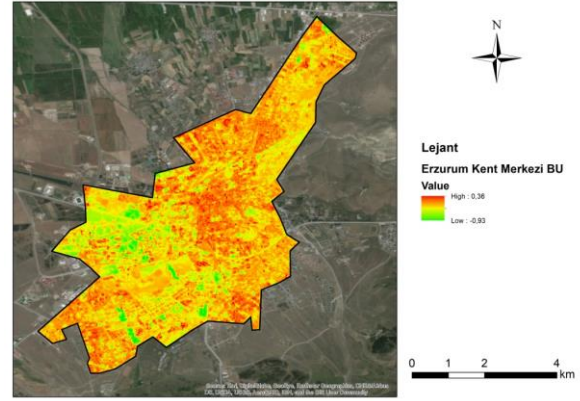 N
Lejant
Erzurum Kent Merkezi BU
Value
High : 0,36
Low : -0,93
0 1 2 4
km